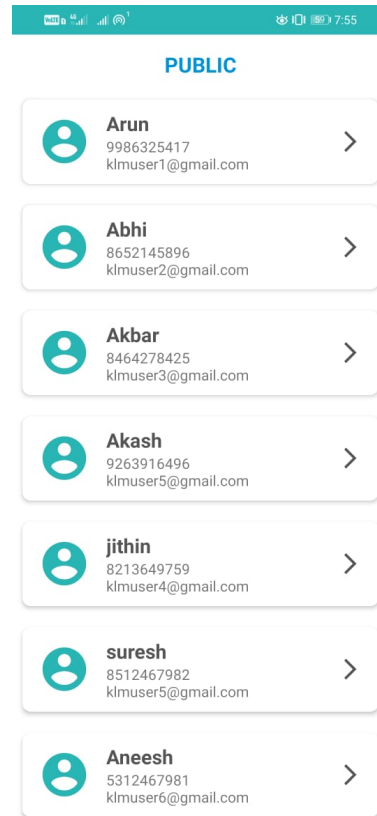 59 7:55
PUBLIC
Arun
9986325417
klmuser1@gmail.com
Abhi
8652145896
klmuser2@gmail.com
Akbar
8464278425
klmuser3@gmail.com
Akash
9263916496
klmuser5@gmail.com
jithin
8213649759
klmuser4@gmail.com
suresh
8512467982
klmuser5@gmail.com
Aneesh
5312467981
klmuser6@gmail.com